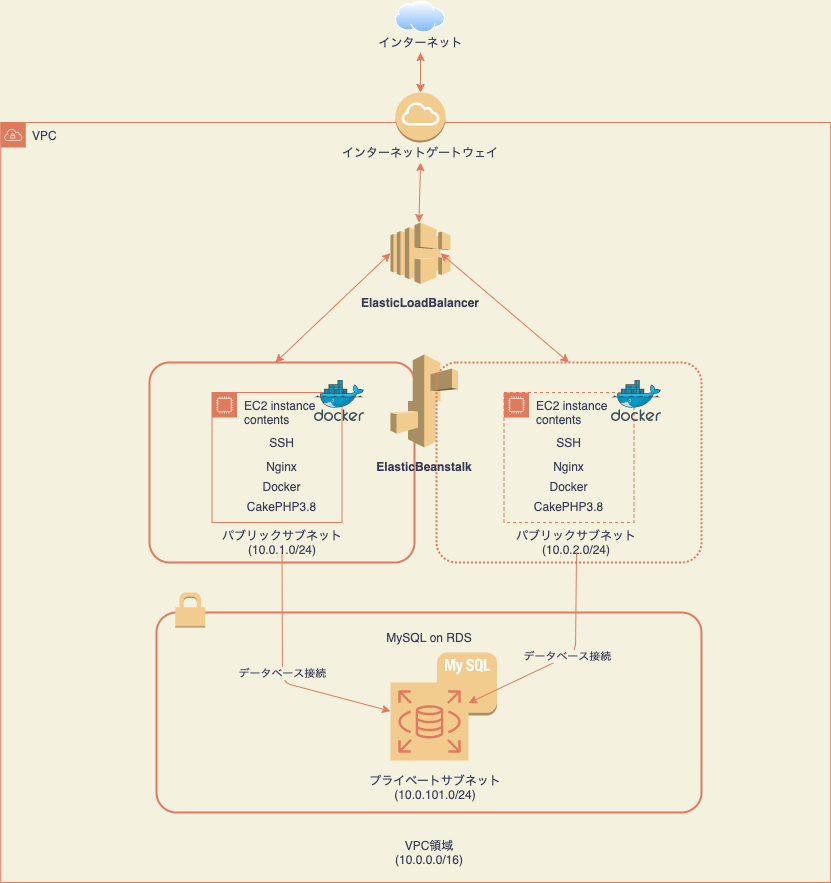 インターネット
VPC
インターネットゲートウェイ
ElasticLoadBalancer
EC2 instance
contents
docker
SSH
Nginx
Docker
CakePHP3.8
パブリックサブネット
(10.0.1.0/24)
ElasticBeanstalk
EC2 instance
contents
docker
SSH
Nginx
Docker
CakePHP3.8
パブリックサブネット
(10.0.2.0/24)
MySQL on RDS
データベース接続
データベース接続
My SQL
プライベートサブネット
(10.0.101.0/24)
VPC領域
(10.0.0.0/16)